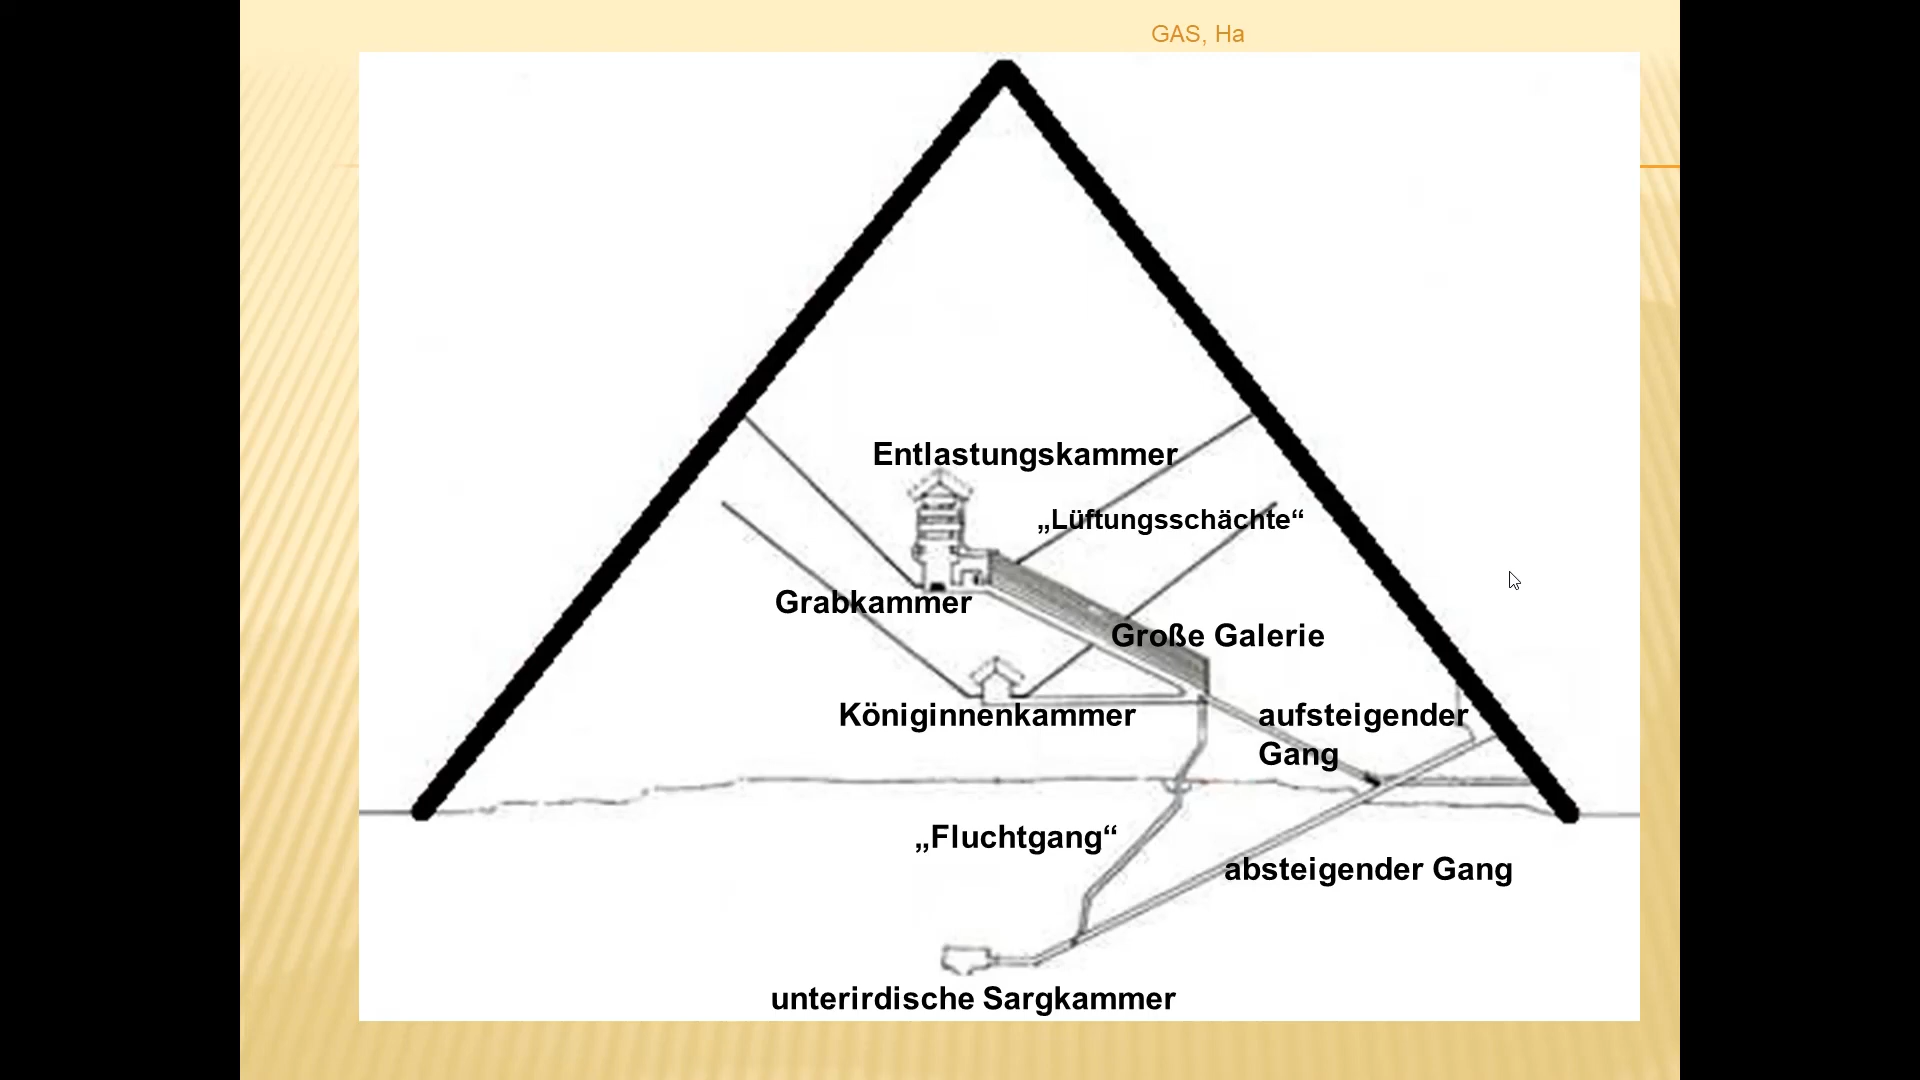 GAS, Ha
Entlastungskammer
„Lüftungsschächte“
Grabkammer
Große Galerie
Königinnenkammer
aufsteigender
Gang
„Fluchtgang“
absteigender Gang
unterirdische Sargkammer